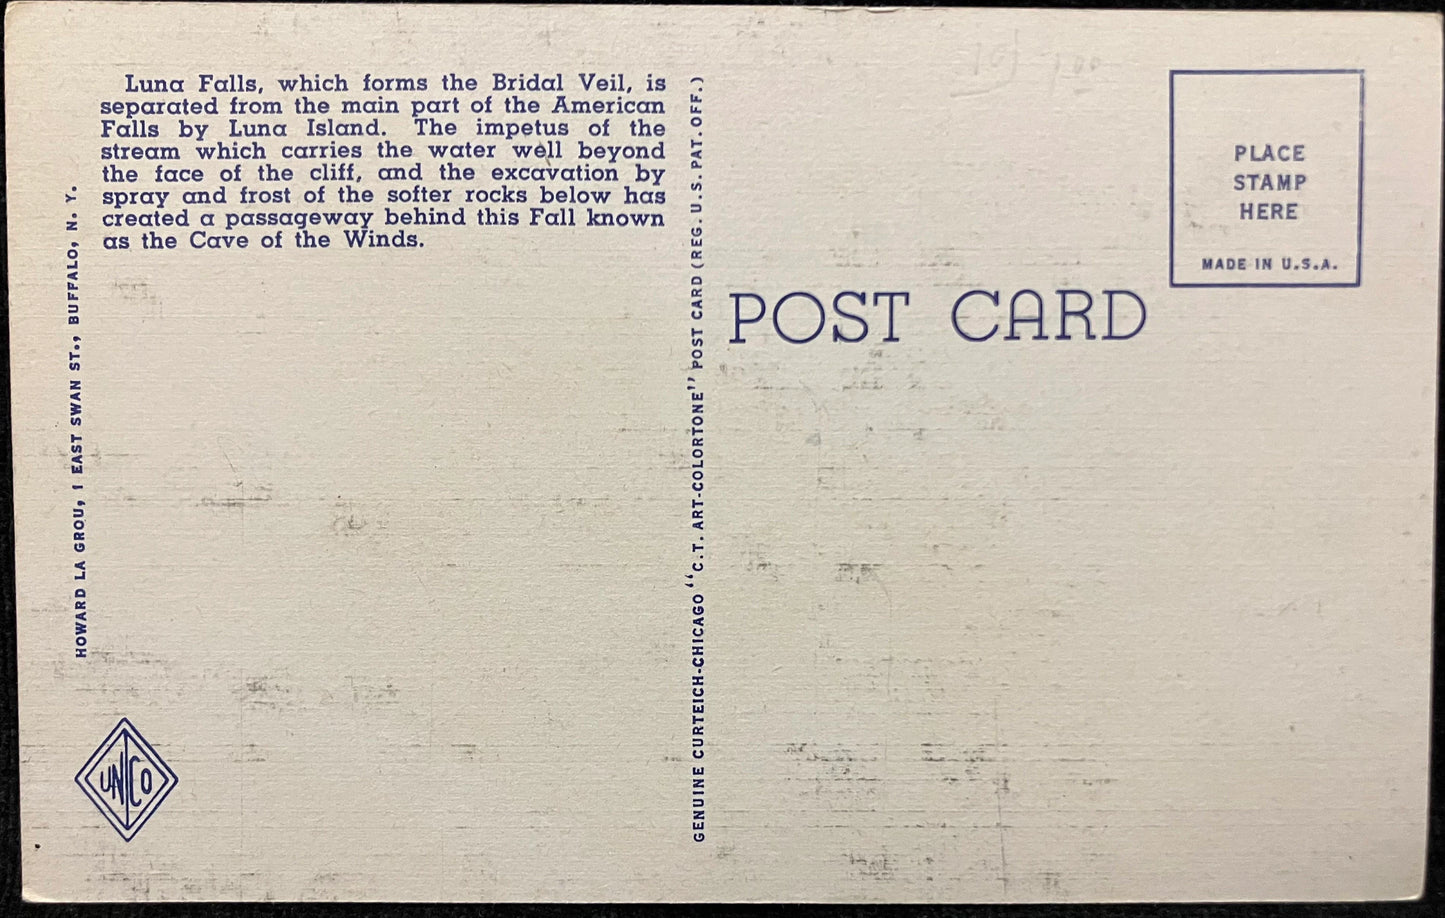 Luna Falls, which forms the Bridal Veil, is
separated from the main part of the American
Falls by Luna Island. The impetus of the
stream which carries the water well beyond
the face of the cliff, and the excavation by
spray and frost of the softer rocks below has
created a passageway behind this Fall known
as the Cave of the Winds.
HOWARD LA GROU, 1 EAST SWAN ST., BUFFALO, N. Y.
UNICO
GENUINE CURTEICH-CHICAGO "C.T. ART-COLORTONE" POST CARD (REG. U.S. PAT. OFF.)
POST CARD
PLACE
STAMP
HERE
MADE IN U.S.A.